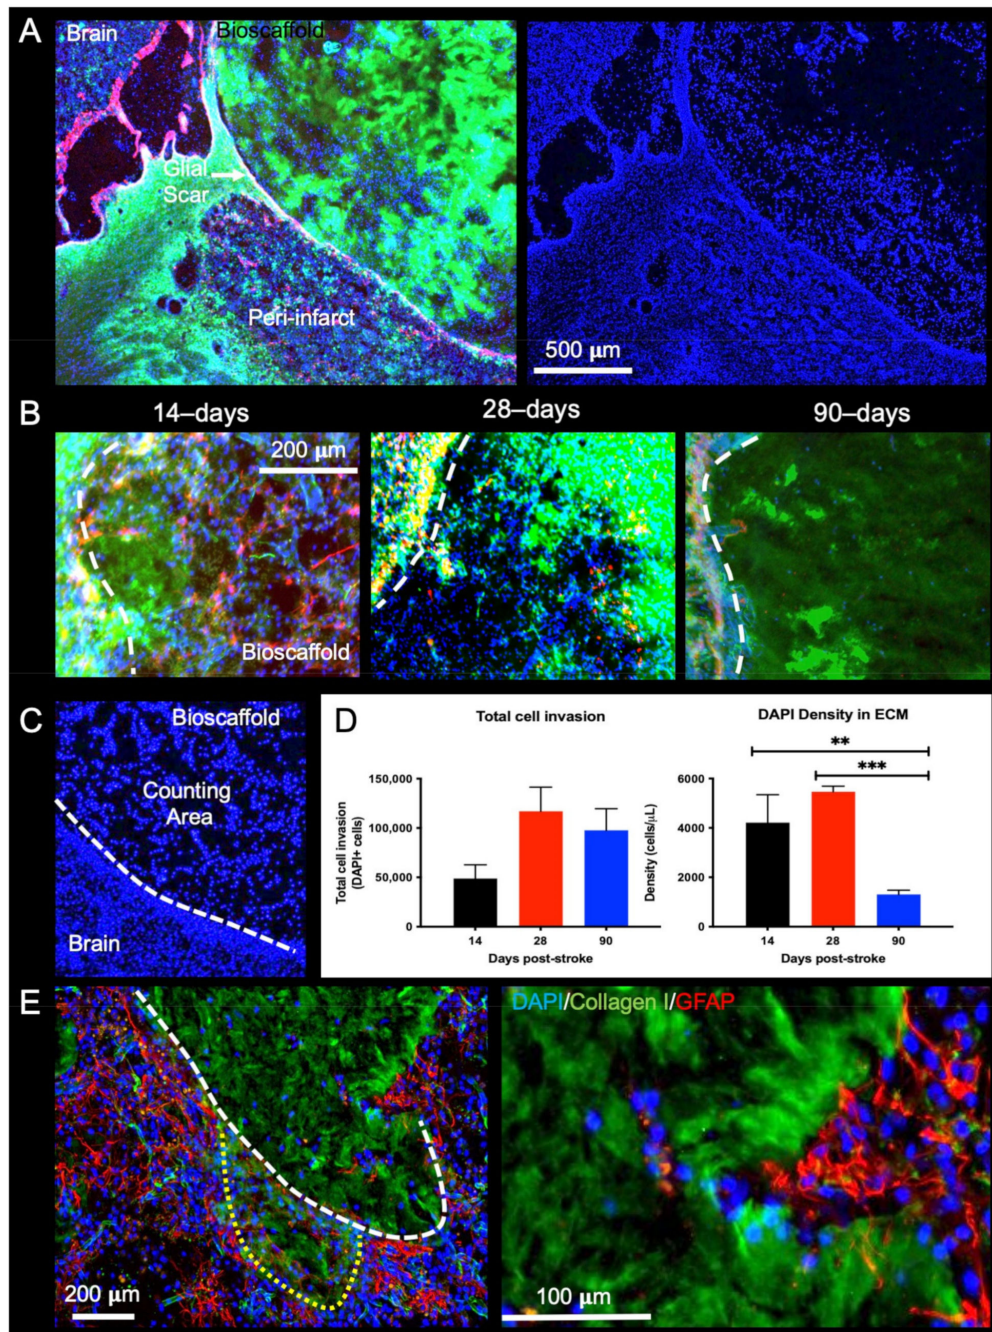 A
Brain
Bioscaffold
Glial
Scar
Peri-infarct
500 μm
B
14–days
28–days
90–days
200 μm
Bioscaffold
C
Bioscaffold
Counting
Area
Brain
D
Total cell invasion
Total cell invasion
(DAPI+ cells)
150,000
100,000
50,000
0
14 28 90
Days post-stroke
DAPI Density in ECM
**
***
Density (cells/μL)
6000
4000
2000
0
14 28 90
Days post-stroke
E
200 μm
DAPI/Collagen I/GFAP
100 μm